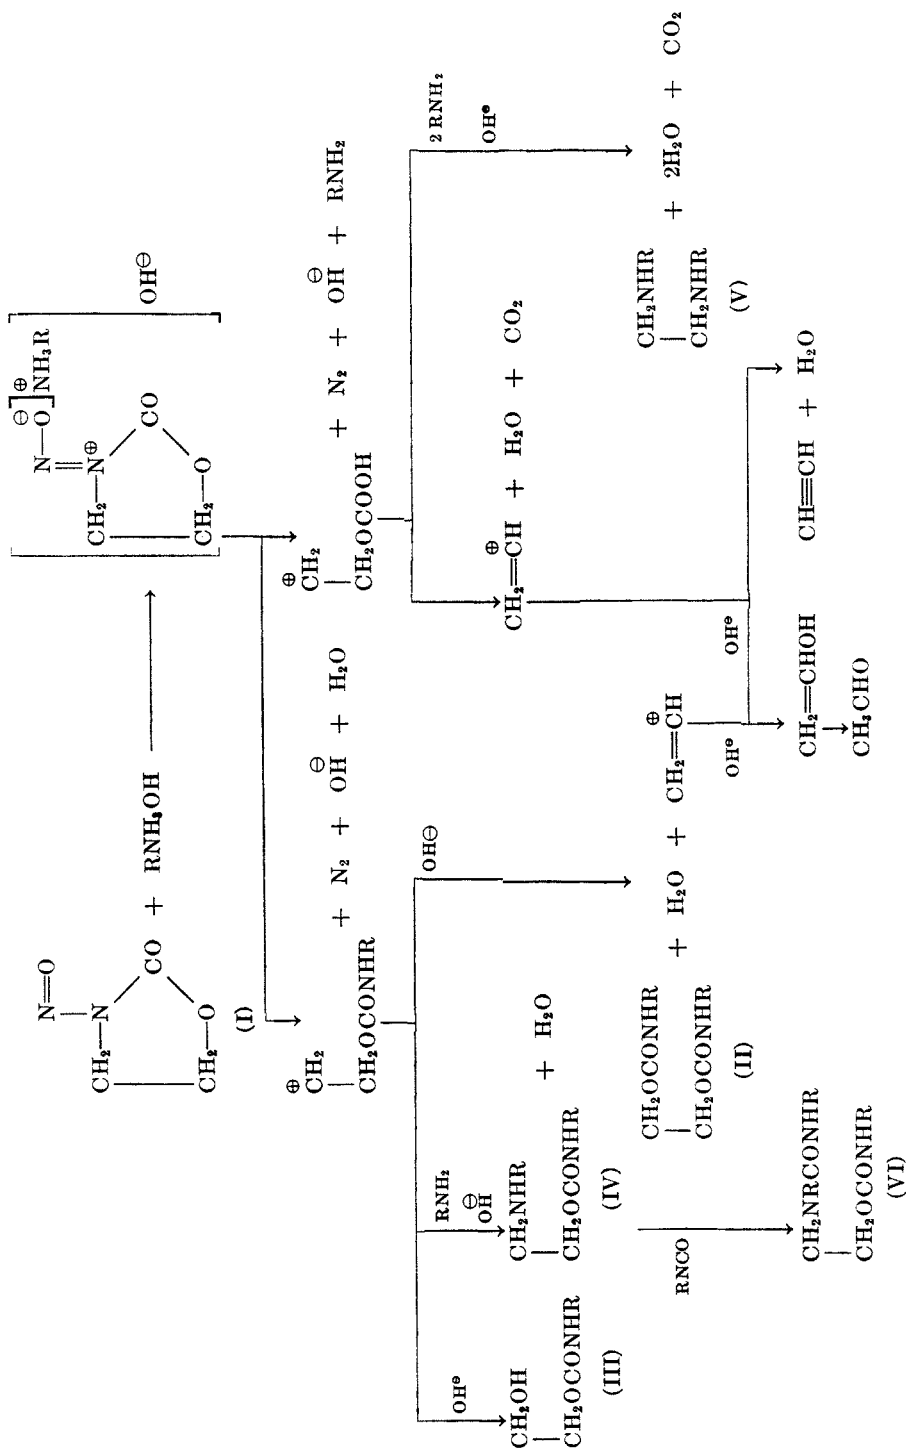 N=O
CH₂—N
CO
CH₂—O
(I)
+ RNH₃OH
N—O⊖
⊕NH₃R
N⊕
CH₂
CO
CH₂—O
OH⊖
⊕CH₂
CH₂OCONHR
+ N₂ + OH⊖ + H₂O
⊕CH₂
CH₂OCOOH
+ N₂ + OH⊖ + RNH₂
OH⊖
RNH₂
OH⊖
OH⊖
2 RNH₂
OH⊖
CH₂OH
CH₂OCONHR
(III)
CH₂NHR
CH₂OCONHR
(IV)
+ H₂O
CH₂OCONHR
CH₂OCONHR
(II)
+ H₂O + CH₂=CH⊕
CH₂=CH⊕ + H₂O + CO₂
CH₂NHR
CH₂NHR
(V)
+ 2H₂O + CO₂
RNCO
OH⊖
OH⊖
CH₂NRCONHR
CH₂OCONHR
(VI)
CH₂=CHOH
CH₃CHO
CH≡CH + H₂O